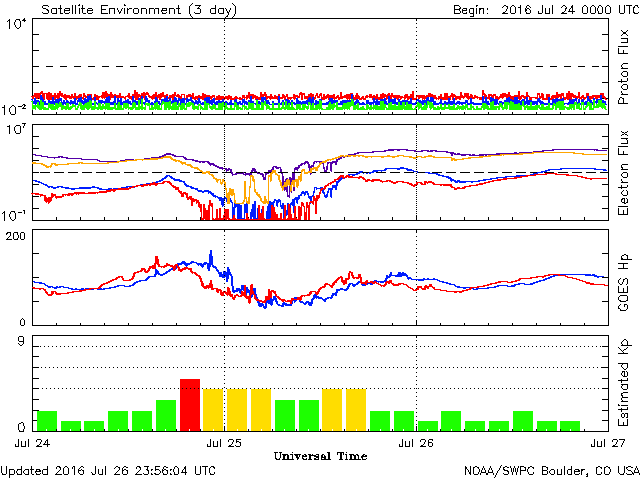 Satellite Environment (3 day) Begin: 2016 Jul 24 0000 UTC
10^4
10^-2
Proton Flux
10^7
10^-1
Electron Flux
200
0
GOES Hp
9
0
Estimated Kp
Jul 24 Jul 25 Jul 26 Jul 27
Universal Time
Updated 2016 Jul 26 23:56:04 UTC NOAA/SWPC Boulder, CO USA